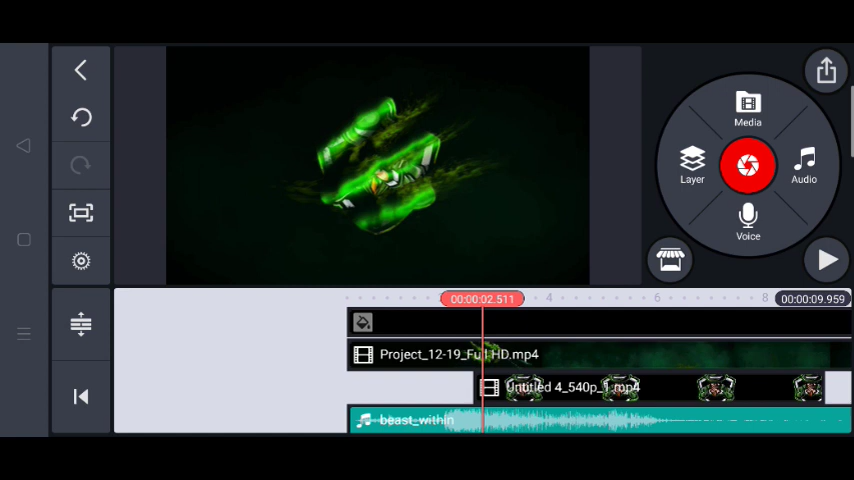 Media
Layer
Audio
Voice
00:00:02.511
4
6
8
00:00:09.959
Project_12-19_Full HD.mp4
Untitled 4_540p_1.mp4
beast_within